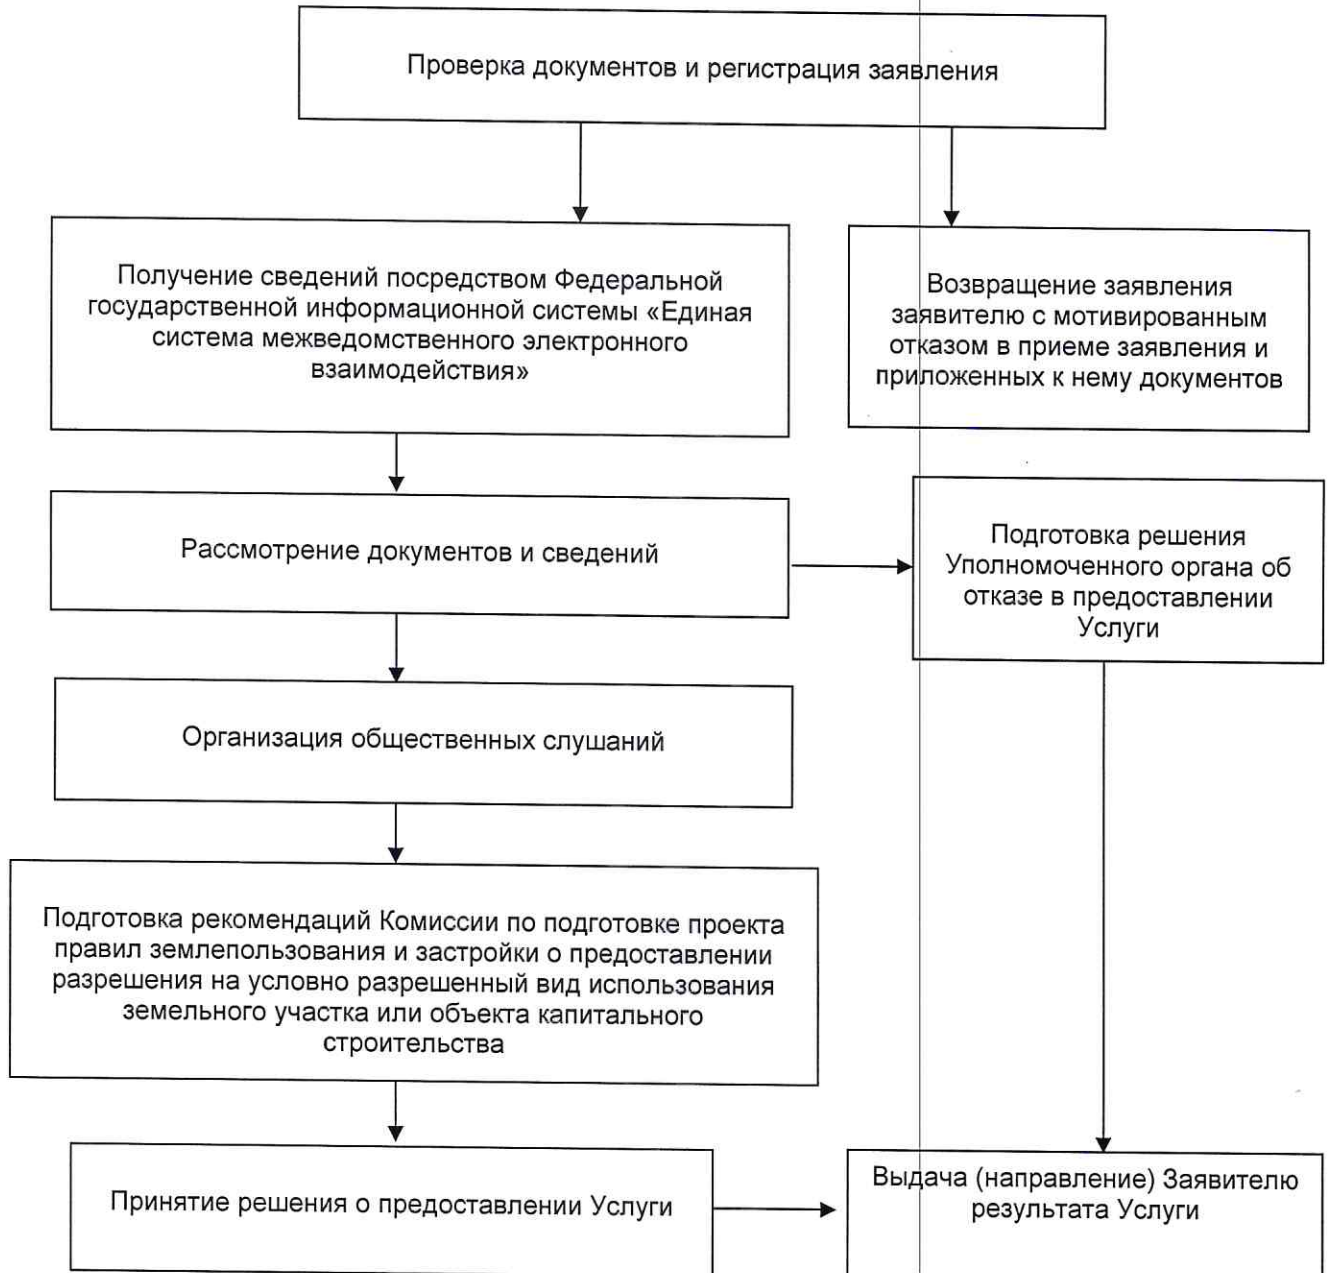 Проверка документов и регистрация заявления
Получение сведений посредством Федеральной
государственной информационной системы «Единая
система межведомственного электронного
взаимодействия»
Возвращение заявления
заявителю с мотивированным
отказом в приеме заявления и
приложенных к нему документов
Рассмотрение документов и сведений
Подготовка решения
Уполномоченного органа об
отказе в предоставлении
Услуги
Организация общественных слушаний
Подготовка рекомендаций Комиссии по подготовке проекта
правил землепользования и застройки о предоставлении
разрешения на условно разрешенный вид использования
земельного участка или объекта капитального
строительства
Принятие решения о предоставлении Услуги
Выдача (направление) Заявителю
результата Услуги